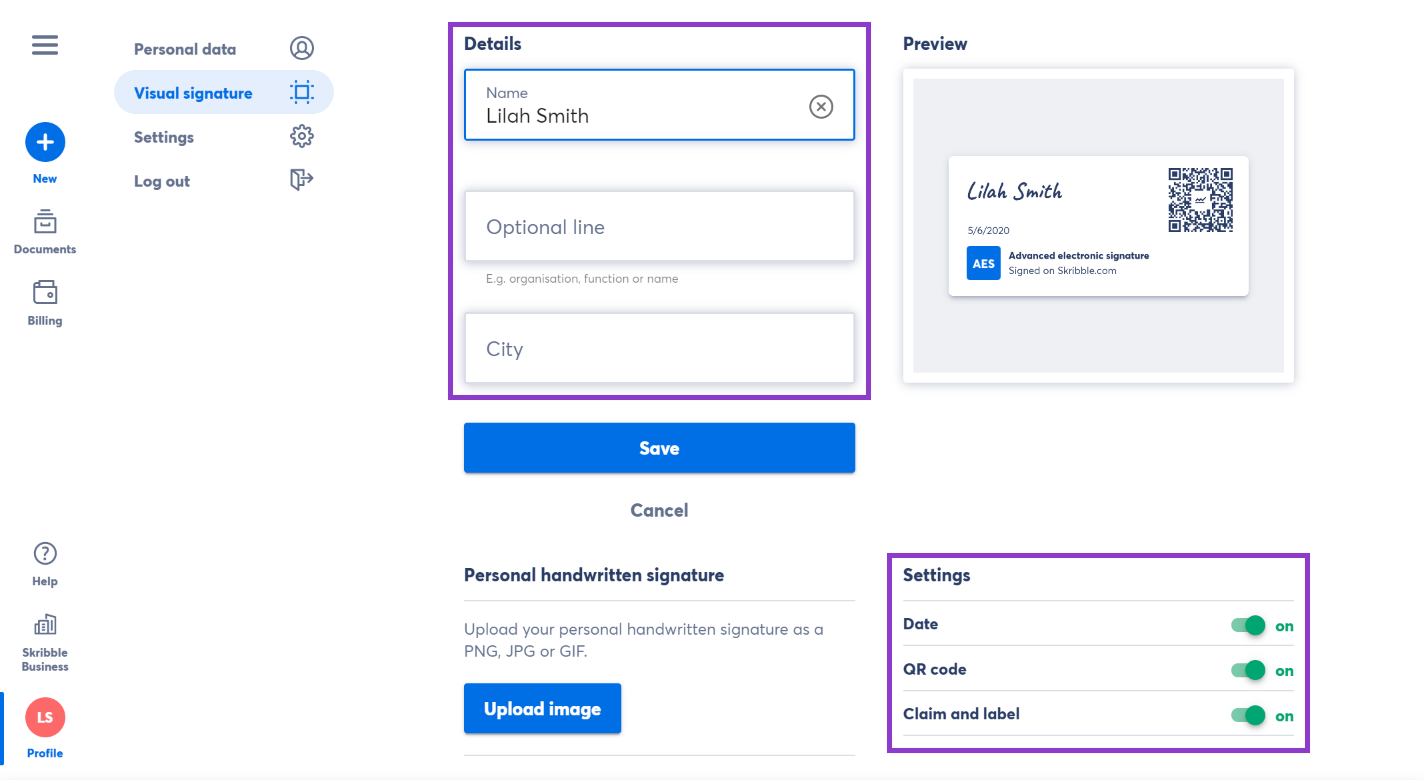 Personal data
Visual signature
Settings
Log out
New
Documents
Billing
Help
Skribble
Business
LS
Profile
Details
Name
Lilah Smith
Optional line
E.g. organisation, function or name
City
Save
Cancel
Personal handwritten signature
Upload your personal handwritten signature as a
PNG, JPG or GIF.
Upload image
Preview
Lilah Smith
5/6/2020
AES
Advanced electronic signature
Signed on Skribble.com
Settings
Date on
QR code on
Claim and label on